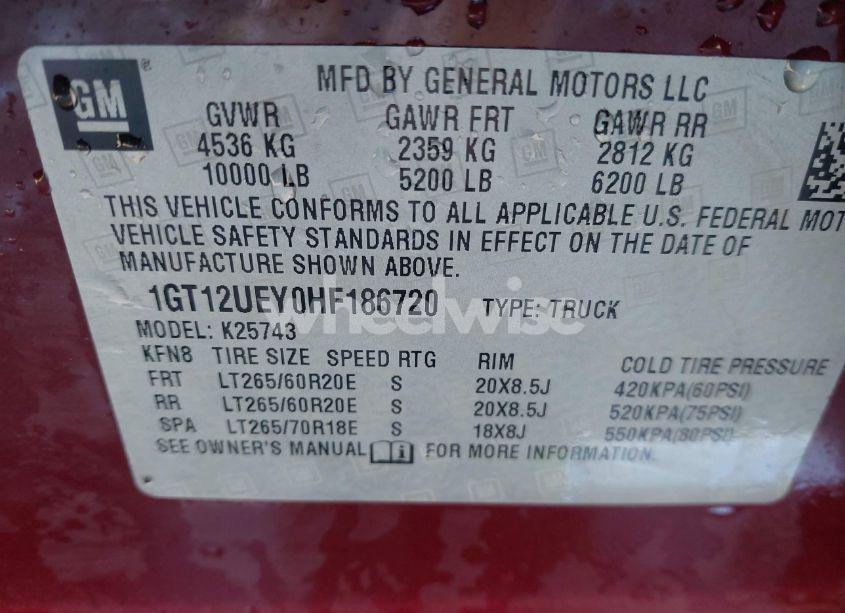 GM ® MFD BY GENERAL MOTORS LLC
GVWR GAWR FRT GAWR RR
4536 KG 2359 KG 2812 KG
10000 LB 5200 LB 6200 LB
THIS VEHICLE CONFORMS TO ALL APPLICABLE U.S. FEDERAL MOT
VEHICLE SAFETY STANDARDS IN EFFECT ON THE DATE OF
MANUFACTURE SHOWN ABOVE.
1GT12UEY0HF186720 TYPE: TRUCK
wheelwise
MODEL: K25743
KFN8 TIRE SIZE SPEED RTG RIM COLD TIRE PRESSURE
FRT LT265/60R20E S 20X8.5J 420KPA(60PSI)
RR LT265/60R20E S 20X8.5J 520KPA(75PSI)
SPA LT265/70R18E S 18X8J 550KPA(80PSI)
SEE OWNER'S MANUAL FOR MORE INFORMATION.